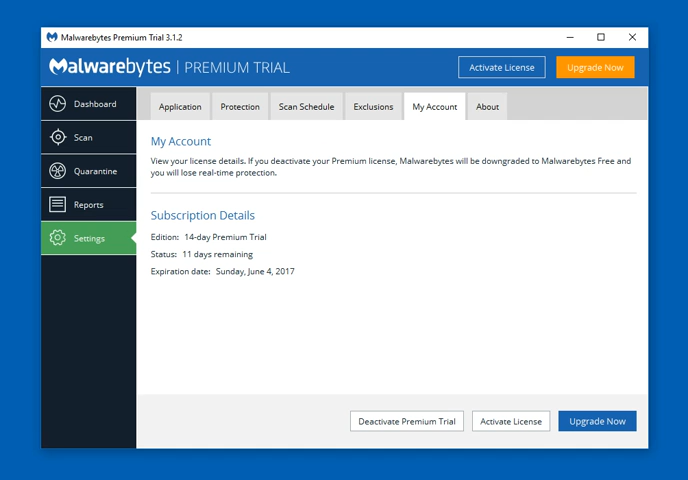 Malwarebytes Premium Trial 3.1.2
Malwarebytes | PREMIUM TRIAL
Activate License
Upgrade Now
Dashboard
Scan
Quarantine
Reports
Settings
Application
Protection
Scan Schedule
Exclusions
My Account
About
My Account
View your license details. If you deactivate your Premium license, Malwarebytes will be downgraded to Malwarebytes Free and
you will lose real-time protection.
Subscription Details
Edition: 14-day Premium Trial
Status: 11 days remaining
Expiration date: Sunday, June 4, 2017
Deactivate Premium Trial
Activate License
Upgrade Now